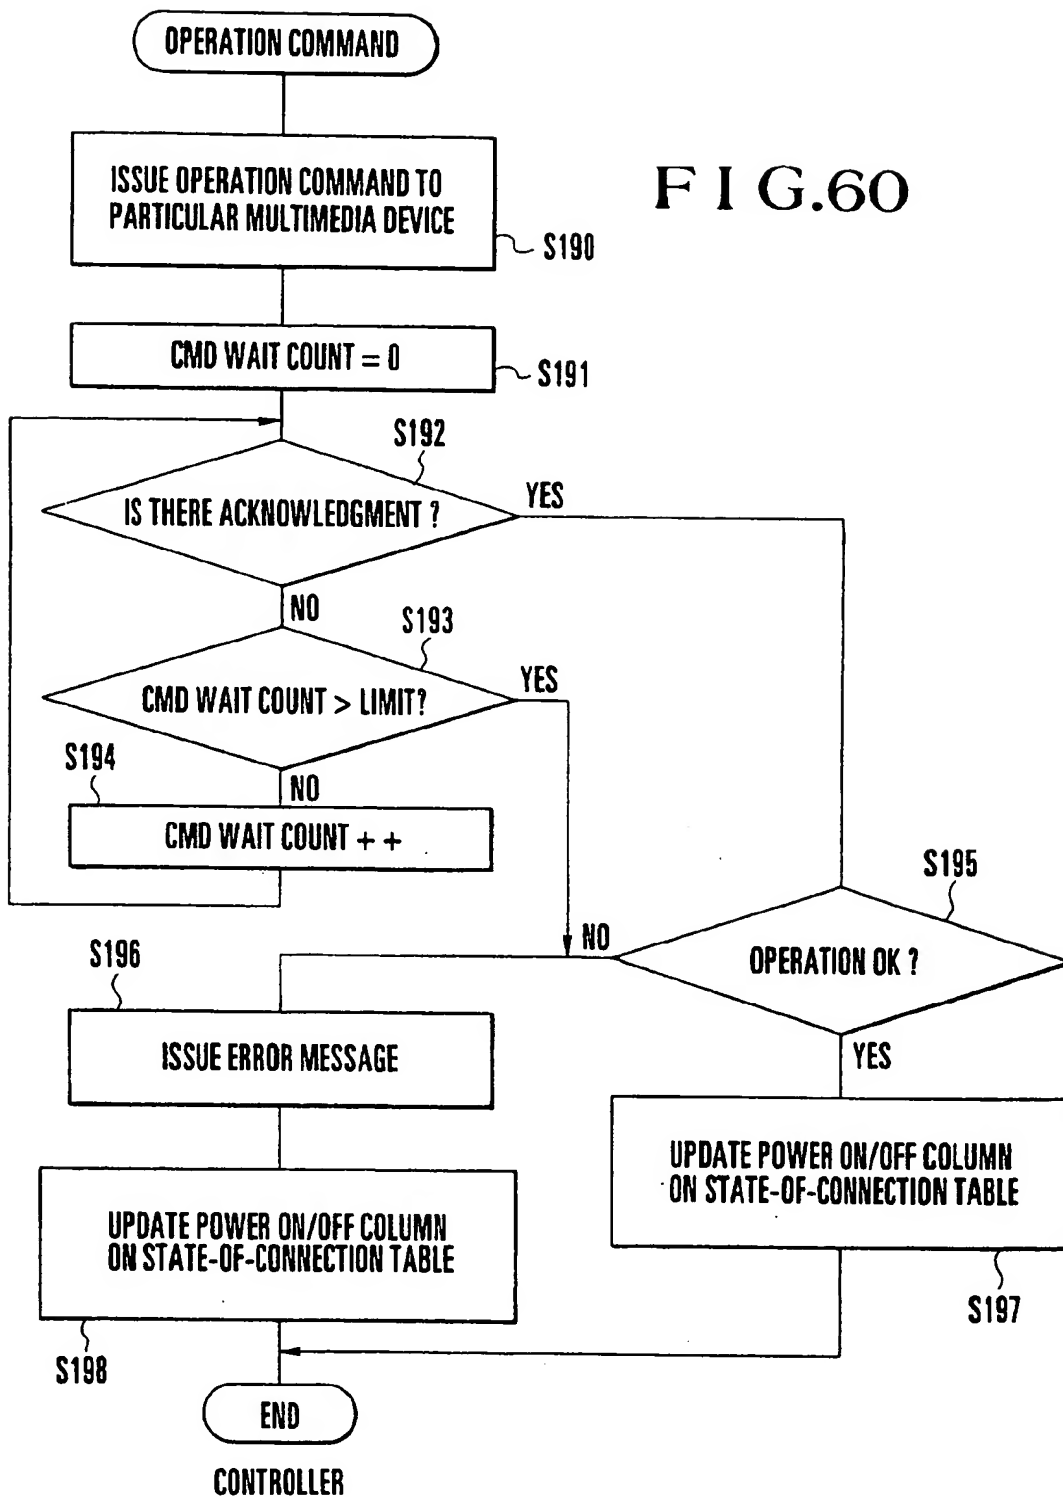 OPERATION COMMAND
ISSUE OPERATION COMMAND TO
PARTICULAR MULTIMEDIA DEVICE
S190
FIG.60
CMD WAIT COUNT = 0
S191
S192
IS THERE ACKNOWLEDGMENT ?
YES
NO
S193
CMD WAIT COUNT > LIMIT?
YES
S194
NO
CMD WAIT COUNT + +
S195
OPERATION OK ?
NO
YES
S196
ISSUE ERROR MESSAGE
UPDATE POWER ON/OFF COLUMN
ON STATE-OF-CONNECTION TABLE
S197
UPDATE POWER ON/OFF COLUMN
ON STATE-OF-CONNECTION TABLE
S198
END
CONTROLLER